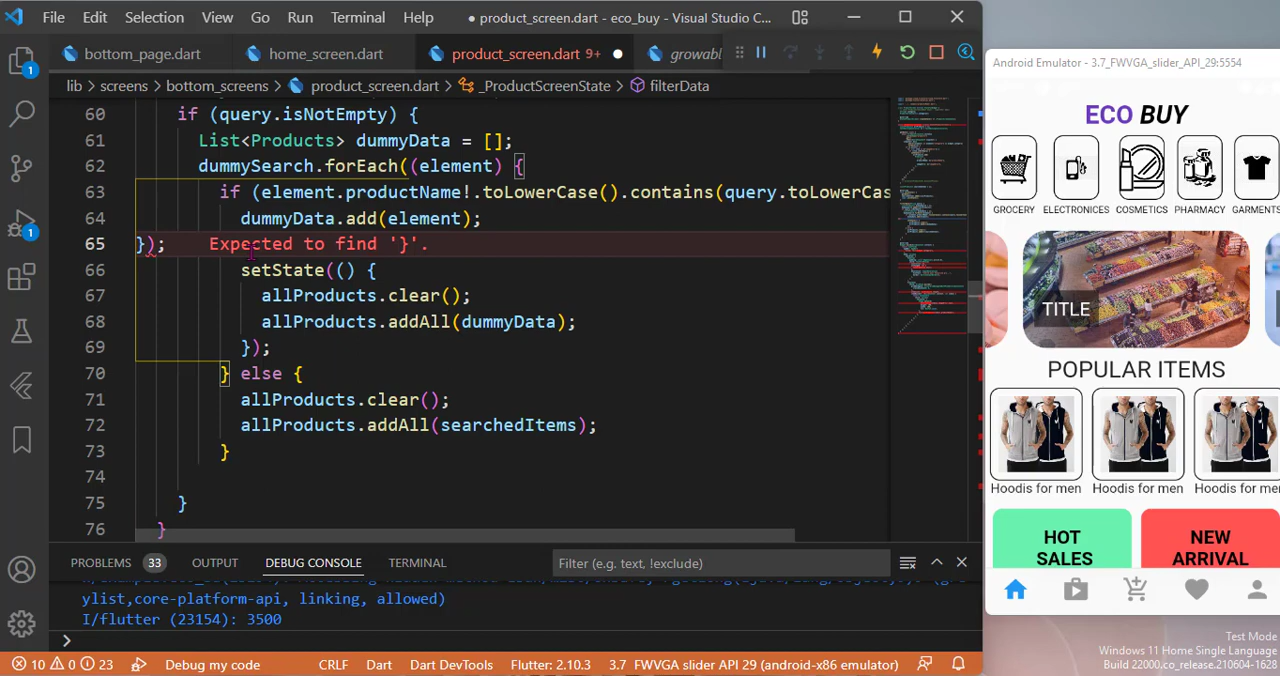 File Edit Selection View Go Run Terminal Help
● product_screen.dart - eco_buy - Visual Studio C...
bottom_page.dart home_screen.dart product_screen.dart 9+ ● growabl
lib > screens > bottom_screens > product_screen.dart > _ProductScreenState > filterData
60 if (query.isNotEmpty) {
61 List<Products> dummyData = [];
62 dummySearch.forEach((element) {
63 if (element.productName!.toLowerCase().contains(query.toLowerCas
64 dummyData.add(element);
65 }); Expected to find '}'.
66 setState(() {
67 allProducts.clear();
68 allProducts.addAll(dummyData);
69 });
70 } else {
71 allProducts.clear();
72 allProducts.addAll(searchedItems);
73 }
74
75 }
76 }
PROBLEMS 33 OUTPUT DEBUG CONSOLE TERMINAL Filter (e.g. text, !exclude)
ylist,core-platform-api, linking, allowed)
I/flutter (23154): 3500
>
10 0 23 Debug my code CRLF Dart Dart DevTools Flutter: 2.10.3 3.7 FWVGA slider API 29 (android-x86 emulator)
1
1
Android Emulator - 3.7_FWVGA_slider_API_29:5554
ECO BUY
GROCERY ELECTRONICS COSMETICS PHARMACY GARMENTS
TITLE
POPULAR ITEMS
Hoodis for men Hoodis for men Hoodis for men
HOT SALES
NEW ARRIVAL
Test Mode
Windows 11 Home Single Language
Build 22000.co_release.210604-1628